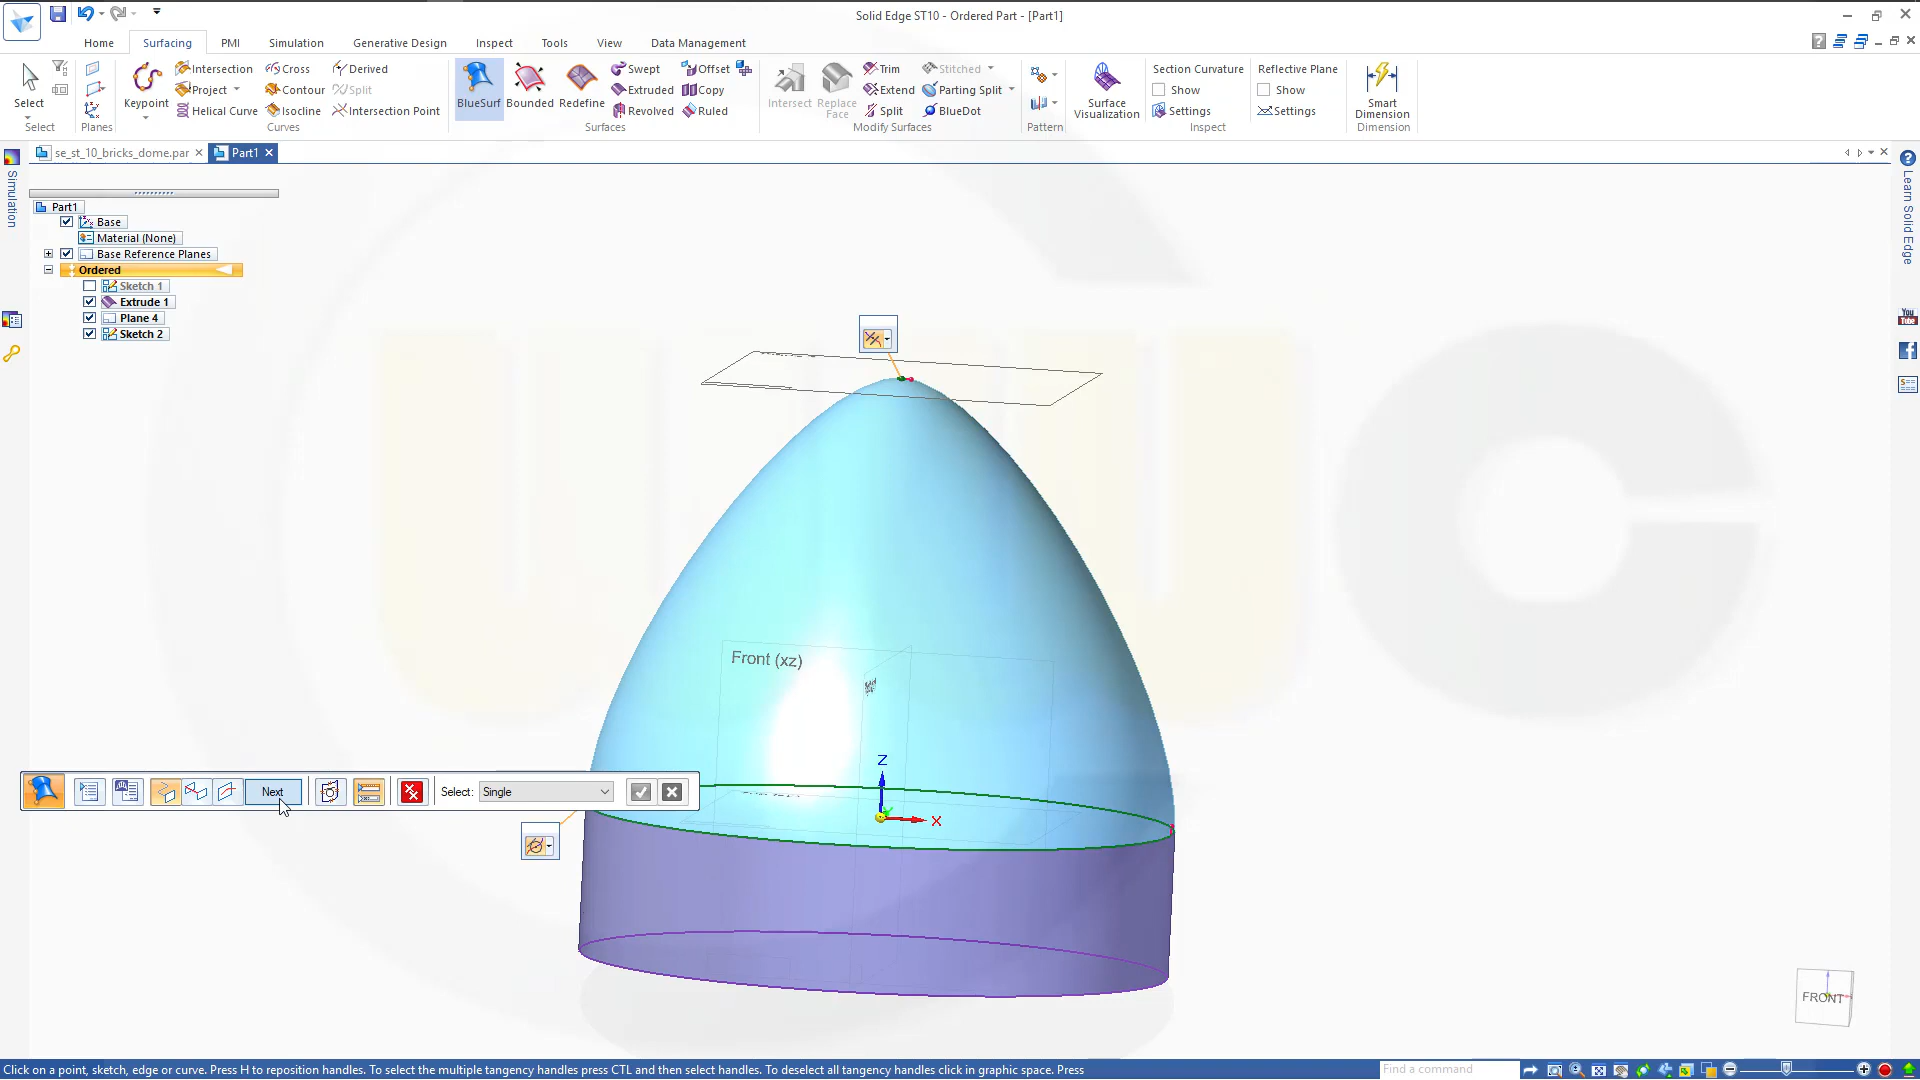 Solid Edge ST10 - Ordered Part - [Part1]
Home Surfacing PMI Simulation Generative Design Inspect Tools View Data Management
Select
Select
Planes
Keypoint
Intersection
Project
Helical Curve
Cross
Contour
Isocline
Derived
Split
Intersection Point
Curves
BlueSurf
Bounded
Redefine
Swept
Extruded
Revolved
Offset
Copy
Ruled
Surfaces
Intersect
Replace Face
Trim
Extend
Split
Stitched
Parting Split
BlueDot
Modify Surfaces
Pattern
Surface Visualization
Section Curvature
Show
Settings
Inspect
Reflective Plane
Show
Settings
Smart Dimension
Dimension
se_st_10_bricks_dome.par
Part1
Simulation
Learn Solid Edge
Part1
Base
Material (None)
Base Reference Planes
Ordered
Sketch 1
Extrude 1
Plane 4
Sketch 2
Front (xz)
Z
X
Next
Select:
Single
FRONT
You
Tube
Click on a point, sketch, edge or curve. Press H to reposition handles. To select the multiple tangency handles press CTL and then select handles. To deselect all tangency handles click in graphic space. Press
Find a command